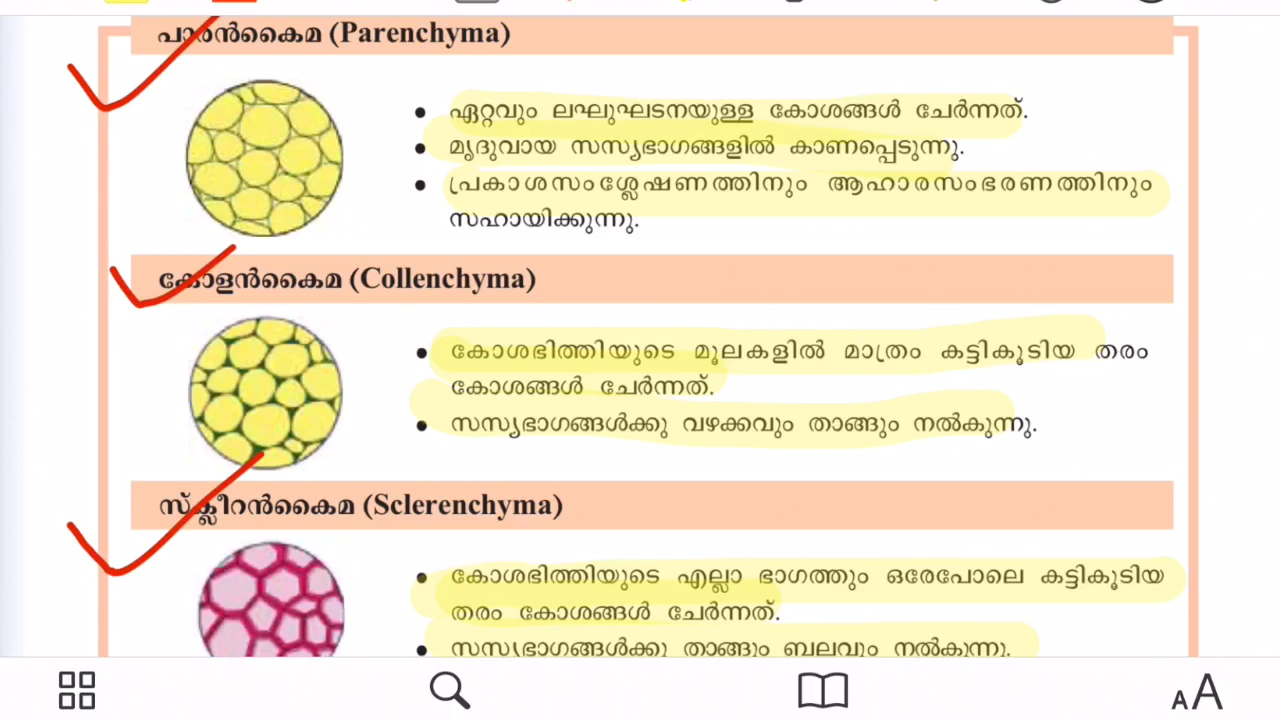 പാരൻകൈമ (Parenchyma)
• ഏറ്റവും ലഘുഘടനയുള്ള കോശങ്ങൾ ചേർന്നത്.
• മൃദുവായ സസ്യഭാഗങ്ങളിൽ കാണപ്പെടുന്നു.
• പ്രകാശസംശ്ലേഷണത്തിനും ആഹാരസംഭരണത്തിനും
സഹായിക്കുന്നു.
കോളൻകൈമ (Collenchyma)
• കോശഭിത്തിയുടെ മൂലകളിൽ മാത്രം കട്ടികൂടിയ തരം
കോശങ്ങൾ ചേർന്നത്.
• സസ്യഭാഗങ്ങൾക്കു വഴക്കവും താങ്ങും നൽകുന്നു.
സ്ക്ലീറൻകൈമ (Sclerenchyma)
• കോശഭിത്തിയുടെ എല്ലാ ഭാഗത്തും ഒരേപോലെ കട്ടികൂടിയ
തരം കോശങ്ങൾ ചേർന്നത്.
• സസ്യഭാഗങ്ങൾക്കു താങ്ങും ബലവും നൽകുന്നു.
AA